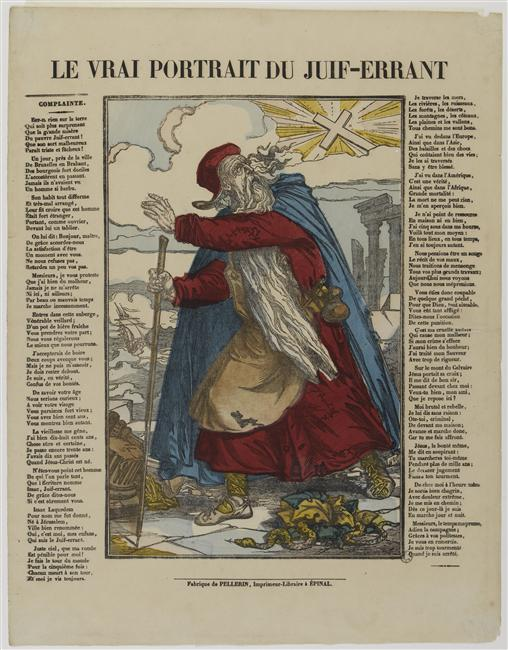 LE VRAI PORTRAIT DU JUIF-ERRANT
COMPLAINTE.
Est-il rien sur la terre
Qui soit plus surprenant
Que la grande misère
Du pauvre Juif-errant !
Que son sort malheureux
Paraît triste et fâcheux !
Un jour, près de la ville
De Bruxelles en Brabant,
Des bourgeois fort dociles
L'accostèrent en passant.
Jamais ils n'avaient vu
Un homme si barbu.
Son habit tout difforme
Et très-mal arrangé,
Leur fit croire que cet homme
Était fort étranger,
Portant, comme ouvrier,
Devant lui un tablier.
On lui dit : Bonjour, maître,
De grâce accordez-nous
La satisfaction d'être
Un moment avec vous.
Ne nous refusez pas,
Retardez un peu vos pas.
Messieurs, je vous proteste
Que j'ai bien du malheur,
Jamais je ne m'arrête
Ni ici, ni ailleurs ;
Par beau ou mauvais temps
Je marche incessamment.
Entrez dans cette auberge,
Vénérable vieillard ;
D'un pot de bière fraîche
Vous prendrez votre part ;
Nous vous régalerons
Le mieux que nous pourrons.
J'accepterais de boire
Deux coups avecque vous ;
Mais je ne puis m'asseoir,
Je dois rester debout.
Je suis, en vérité,
Confus de vos bontés.
De savoir votre âge
Nous serions curieux ;
A voir votre visage
Vous paraissez fort vieux ;
Vous avez bien cent ans,
Vous montrez bien autant.
La vieillesse me gêne,
J'ai bien dix-huit cents ans,
Chose sûre et certaine,
Je passe encore trente ans :
J'avais dix ans passés
Quand Jésus-Christ est né.
N'êtes-vous point cet homme
De qui l'on parle tant,
Que l'Écriture nomme
Isaac, Juif-Errant.
De grâce dites-nous
Si c'est sûrement vous.
Isaac Laquedem
Pour nom me fut donné,
Né à Jérusalem,
Ville bien renommée :
Oui, c'est moi, mes enfans,
Qui suis le Juif-errant.
Juste ciel, que ma ronde
Est pénible pour moi !
Je fais le tour du monde
Pour la cinquième fois ;
Chacun meurt à son tour,
Et moi je vis toujours.
Je traverse les mers,
Les rivières, les ruisseaux,
Les forêts, les déserts,
Les montagnes, les côteaux,
Les plaines et les vallons,
Tous chemins me sont bons.
J'ai vu dedans l'Europe,
Ainsi que dans l'Asie,
Des batailles et des chocs
Qui coûtaient bien des vies ;
Je les ai traversés
Sans y être blessé.
J'ai vu dans l'Amérique,
C'est une vérité,
Ainsi que dans l'Afrique,
Grande mortalité :
La mort ne me peut rien,
Je m'en aperçois bien.
Je n'ai point de ressource
En maison ni en bien,
J'ai cinq sous dans ma bourse,
Voilà tout mon moyen :
En tous lieux, en tous temps,
J'en ai toujours autant.
Nous pensions être un songe
Le récit de vos maux,
Nous traitions de mensonge
Tous vos plus grands travaux ;
Aujourd'hui nous voyons
Que nous nous méprenions.
Vous étiez donc coupable
De quelque grand péché,
Pour que Dieu, tout aimable,
Vous eût tant affligé :
Dites-nous l'occasion
De cette punition.
C'est ma cruelle audace
Qui cause mon malheur ;
Si mon crime s'efface
J'aurai bien du bonheur ;
J'ai traité mon Sauveur
Avec trop de rigueur.
Sur le mont du Calvaire
Jésus portait sa croix ;
Il me dit de bon air,
Passant devant chez moi :
Veux-tu bien, mon ami,
Que je repose ici ?
Moi brutal et rebelle,
Je lui dis sans raison :
Ote-toi, criminel,
De devant ma maison ;
Avance et marche donc,
Car tu me fais affront.
Jésus, la bonté même,
Me dit en soupirant :
Tu marcheras toi-même
Pendant plus de mille ans ;
Le dernier jugement
Finira ton tourment.
De chez moi à l'heure même
Je sortis bien chagrin,
Avec douleur extrême,
Je me mis en chemin ;
Dès ce jour-là je suis
En marche jour et nuit.
Messieurs, le temps me presse,
Adieu la compagnie ;
Grâces à vos politesses,
Je vous en remercie.
Je suis trop tourmenté
Quand je suis arrêté.
Fabrique de PELLERIN, Imprimeur-Libraire à ÉPINAL.